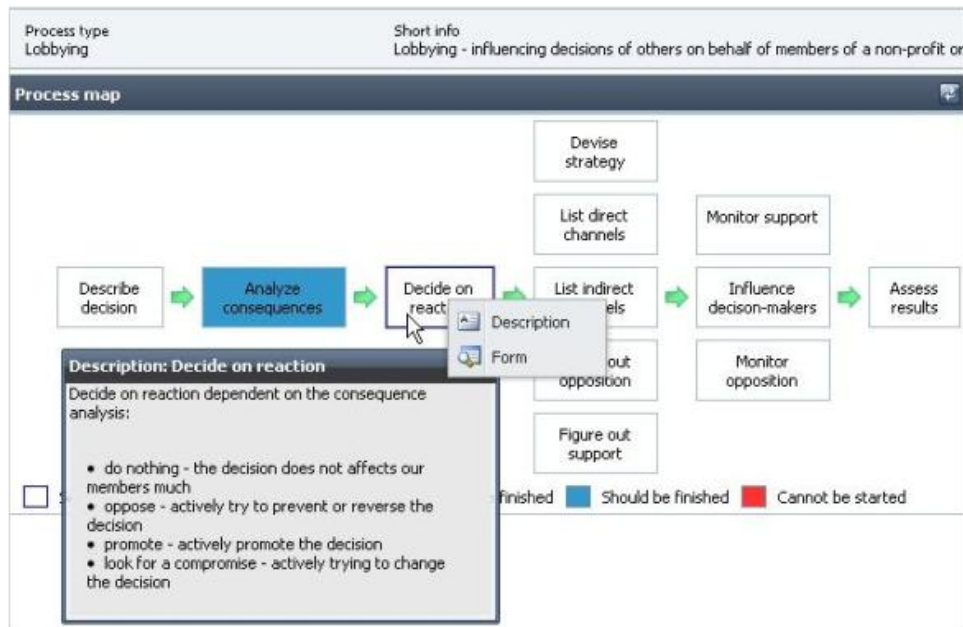 Process type
Short info
Lobbying
Lobbying - influencing decisions of others on behalf of members of a non-profit or
Process map
Devise
strategy
List direct
channels
Monitor support
Describe
decision
Analyze
consequences
Decide on
react
List indirect
els
Influence
decison-makers
Assess
results
Description
Form
out
opposition
Monitor
opposition
Figure out
support
Description: Decide on reaction
Decide on reaction dependent on the consequence
analysis:
• do nothing - the decision does not affects our
members much
• oppose - actively try to prevent or reverse the
decision
• promote - actively promote the decision
• look for a compromise - actively trying to change
the decision
finished
Should be finished
Cannot be started